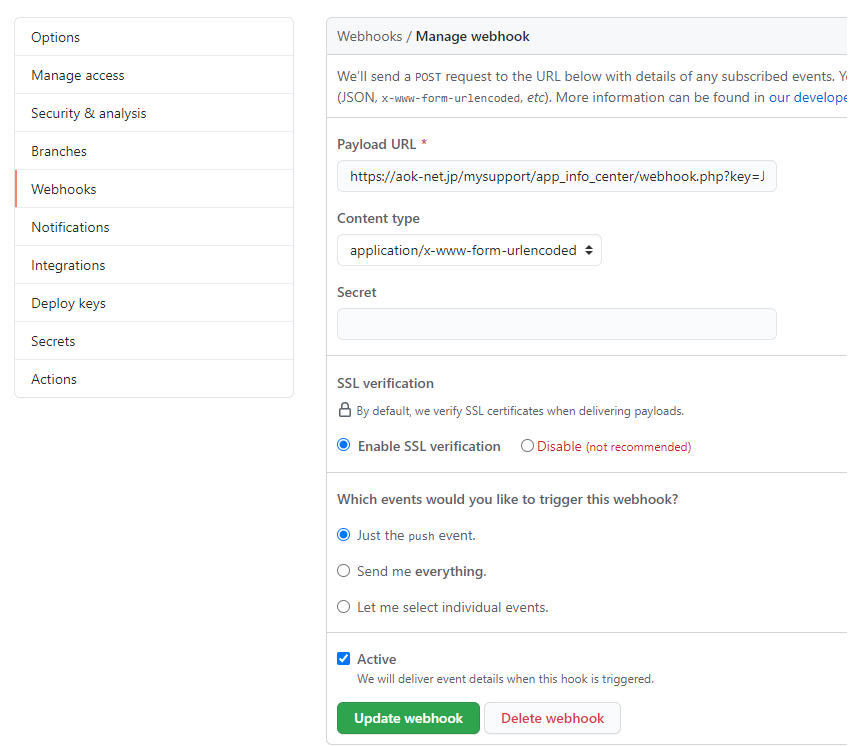 Options
Manage access
Security & analysis
Branches
Webhooks
Notifications
Integrations
Deploy keys
Secrets
Actions
Webhooks / Manage webhook
We'll send a POST request to the URL below with details of any subscribed events.
(JSON, x-www-form-urlencoded, etc). More information can be found in our develope
Payload URL *
https://aok-net.jp/mysupport/app_info_center/webhook.php?key=J
Content type
application/x-www-form-urlencoded
Secret
SSL verification
By default, we verify SSL certificates when delivering payloads.
Enable SSL verification Disable (not recommended)
Which events would you like to trigger this webhook?
Just the push event.
Send me everything.
Let me select individual events.
Active
We will deliver event details when this hook is triggered.
Update webhook Delete webhook